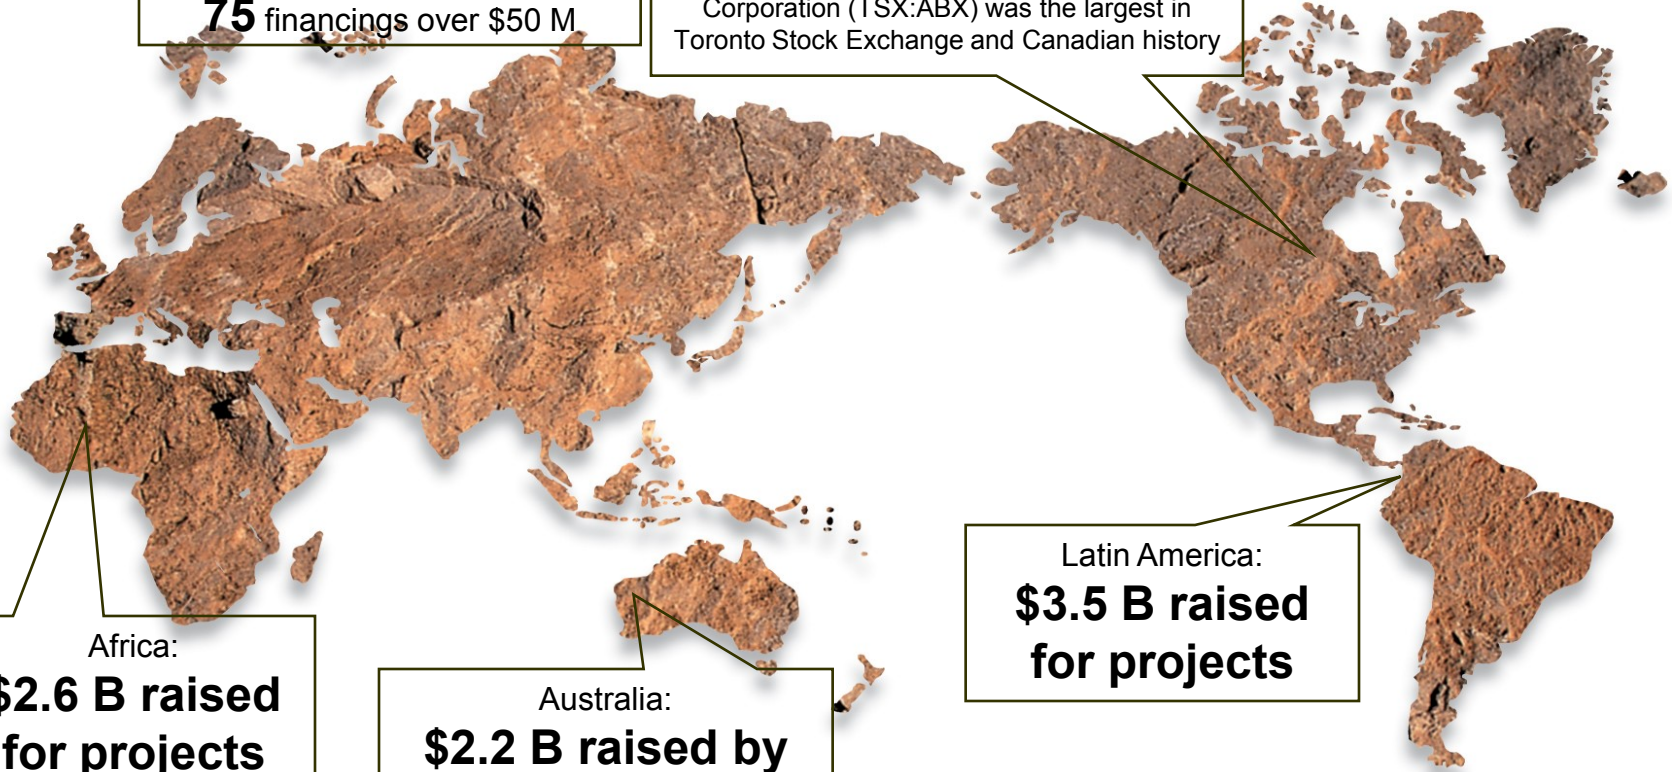 75 financings over $50 M
Corporation (TSX:ABX) was the largest in
Toronto Stock Exchange and Canadian history
Latin America:
$3.5 B raised
for projects
Africa:
$2.6 B raised
for projects
Australia:
$2.2 B raised by